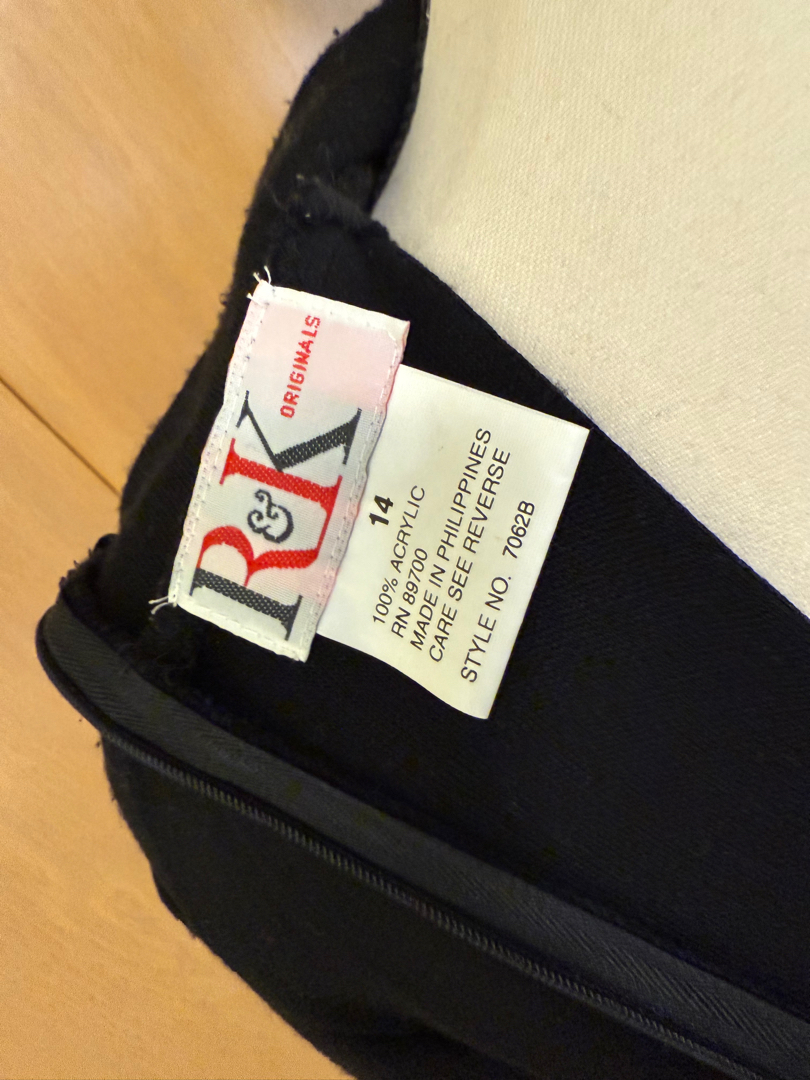 R&K
ORIGINALS
14
100% ACRYLIC
RN 89700
MADE IN PHILIPPINES
CARE SEE REVERSE
STYLE NO. 7062B